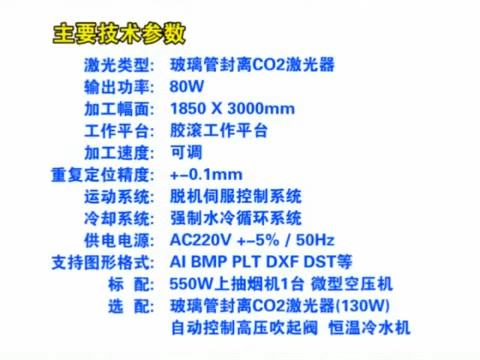 主要技术参数
激光类型: 玻璃管封离CO2激光器
输出功率: 80W
加工幅面: 1850 X 3000mm
工作平台: 胶滚工作平台
加工速度: 可调
重复定位精度: +-0.1mm
运动系统: 脱机伺服控制系统
冷却系统: 强制水冷循环系统
供电电源: AC220V +-5% / 50Hz
支持图形格式: AI BMP PLT DXF DST等
标 配: 550W上抽烟机1台 微型空压机
选 配: 玻璃管封离CO2激光器(130W)
自动控制高压吹起阀 恒温冷水机